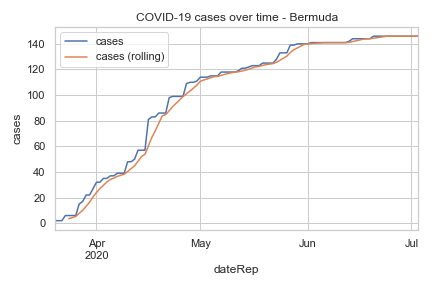 COVID-19 cases over time - Bermuda
cases
cases (rolling)
140
120
100
80
60
40
20
0
cases
Apr
2020
May
Jun
Jul
dateRep